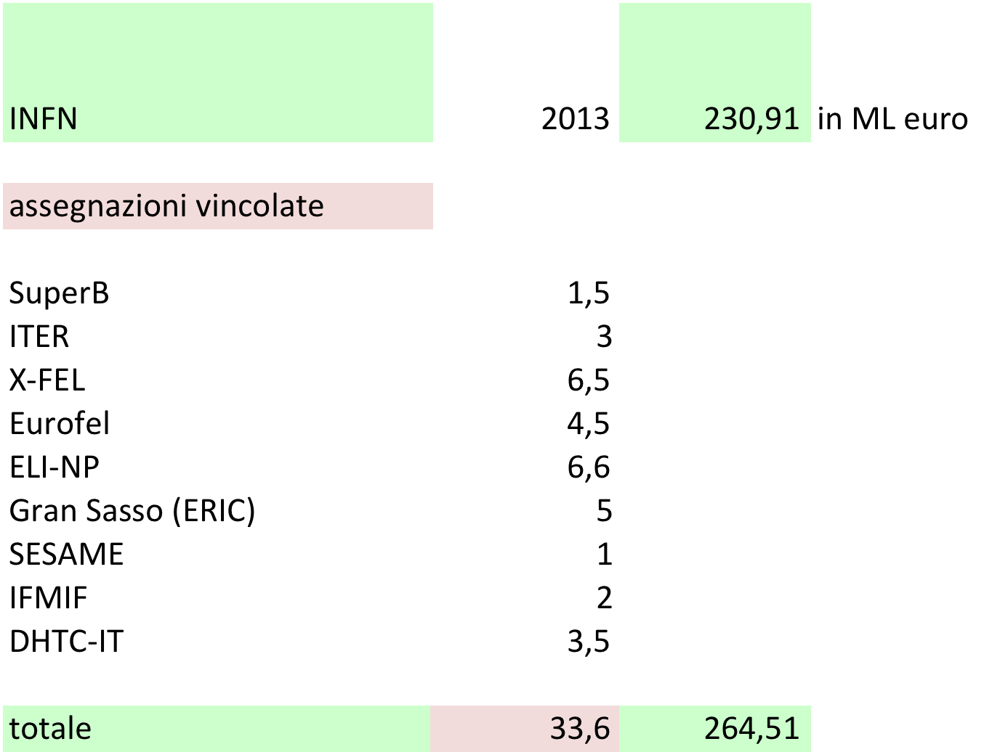 INFN 2013 230,91 in ML euro
assegnazioni vincolate
SuperB 1,5
ITER 3
X-FEL 6,5
Eurofel 4,5
ELI-NP 6,6
Gran Sasso (ERIC) 5
SESAME 1
IFMIF 2
DHTC-IT 3,5
totale 33,6 264,51